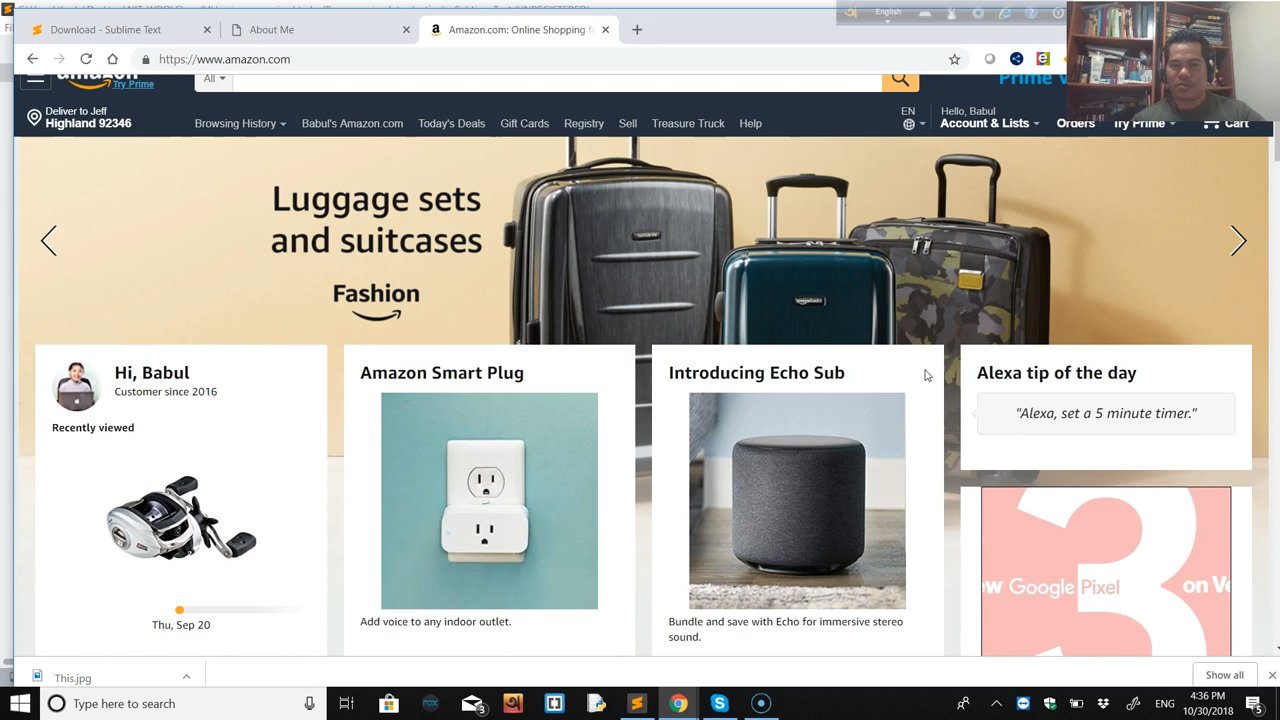 Download - Sublime Text
About Me
Amazon.com: Online Shopping f
English
https://www.amazon.com
amazon
Try Prime
All
Prime V
Deliver to Jeff
Highland 92346
Browsing History
Babul's Amazon.com
Today's Deals
Gift Cards
Registry
Sell
Treasure Truck
Help
EN
Hello, Babul
Account & Lists
Orders
Try Prime
Cart
Luggage sets
and suitcases
Fashion
Hi, Babul
Customer since 2016
Recently viewed
Thu, Sep 20
Amazon Smart Plug
Add voice to any indoor outlet.
Introducing Echo Sub
Bundle and save with Echo for immersive stereo
sound.
Alexa tip of the day
"Alexa, set a 5 minute timer."
3
ew Google Pixel on Ve
This.jpg
Show all
Type here to search
3
ENG
4:36 PM
10/30/2018
5